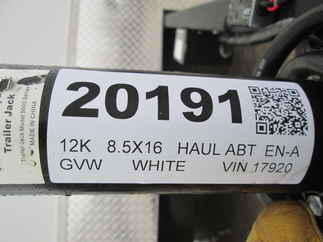 20191
12K 8.5X16 HAUL ABT EN-A
GVW WHITE VIN 17920
Trailer Jack
MADE IN CHINA